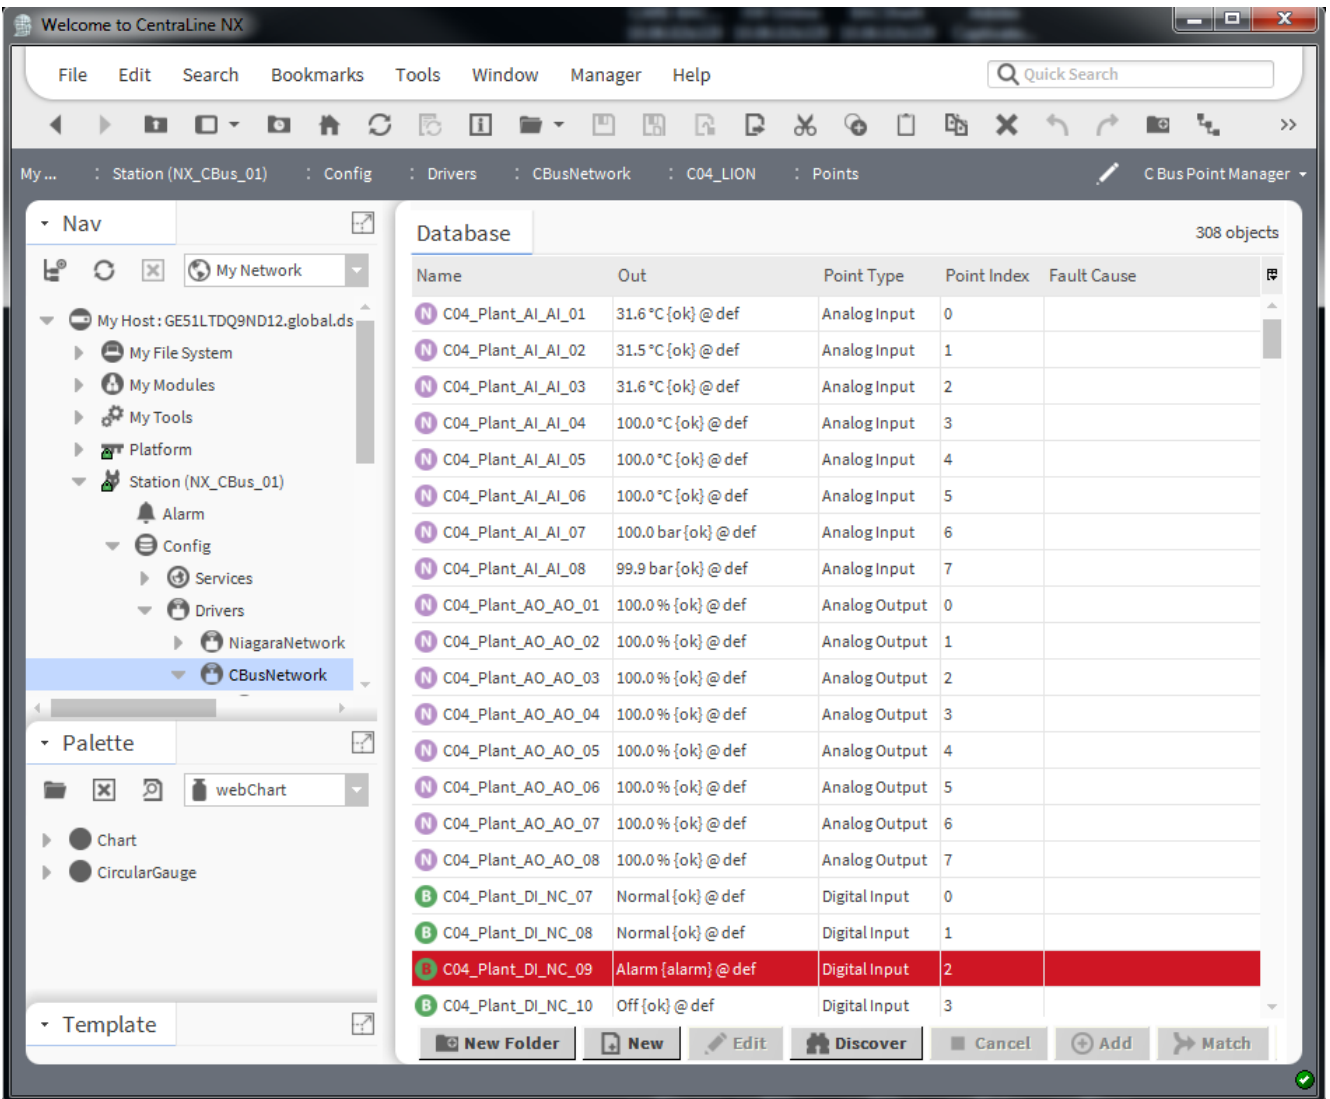 Welcome to CentraLine NX
File Edit Search Bookmarks Tools Window Manager Help
Quick Search
My ... : Station (NX_CBus_01) : Config : Drivers : CBusNetwork : C04_LION : Points
C Bus Point Manager
Nav
My Network
My Host : GE51LTDQ9ND12.global.ds
My File System
My Modules
My Tools
Platform
Station (NX_CBus_01)
Alarm
Config
Services
Drivers
NiagaraNetwork
CBusNetwork
Palette
webChart
Chart
CircularGauge
Template
Database
308 objects
Name Out Point Type Point Index Fault Cause
N C04_Plant_AI_AI_01 31.6 °C {ok} @ def Analog Input 0
N C04_Plant_AI_AI_02 31.5 °C {ok} @ def Analog Input 1
N C04_Plant_AI_AI_03 31.6 °C {ok} @ def Analog Input 2
N C04_Plant_AI_AI_04 100.0 °C {ok} @ def Analog Input 3
N C04_Plant_AI_AI_05 100.0 °C {ok} @ def Analog Input 4
N C04_Plant_AI_AI_06 100.0 °C {ok} @ def Analog Input 5
N C04_Plant_AI_AI_07 100.0 bar {ok} @ def Analog Input 6
N C04_Plant_AI_AI_08 99.9 bar {ok} @ def Analog Input 7
N C04_Plant_AO_AO_01 100.0 % {ok} @ def Analog Output 0
N C04_Plant_AO_AO_02 100.0 % {ok} @ def Analog Output 1
N C04_Plant_AO_AO_03 100.0 % {ok} @ def Analog Output 2
N C04_Plant_AO_AO_04 100.0 % {ok} @ def Analog Output 3
N C04_Plant_AO_AO_05 100.0 % {ok} @ def Analog Output 4
N C04_Plant_AO_AO_06 100.0 % {ok} @ def Analog Output 5
N C04_Plant_AO_AO_07 100.0 % {ok} @ def Analog Output 6
N C04_Plant_AO_AO_08 100.0 % {ok} @ def Analog Output 7
B C04_Plant_DI_NC_07 Normal {ok} @ def Digital Input 0
B C04_Plant_DI_NC_08 Normal {ok} @ def Digital Input 1
B C04_Plant_DI_NC_09 Alarm {alarm} @ def Digital Input 2
B C04_Plant_DI_NC_10 Off {ok} @ def Digital Input 3
New Folder New Edit Discover Cancel Add Match